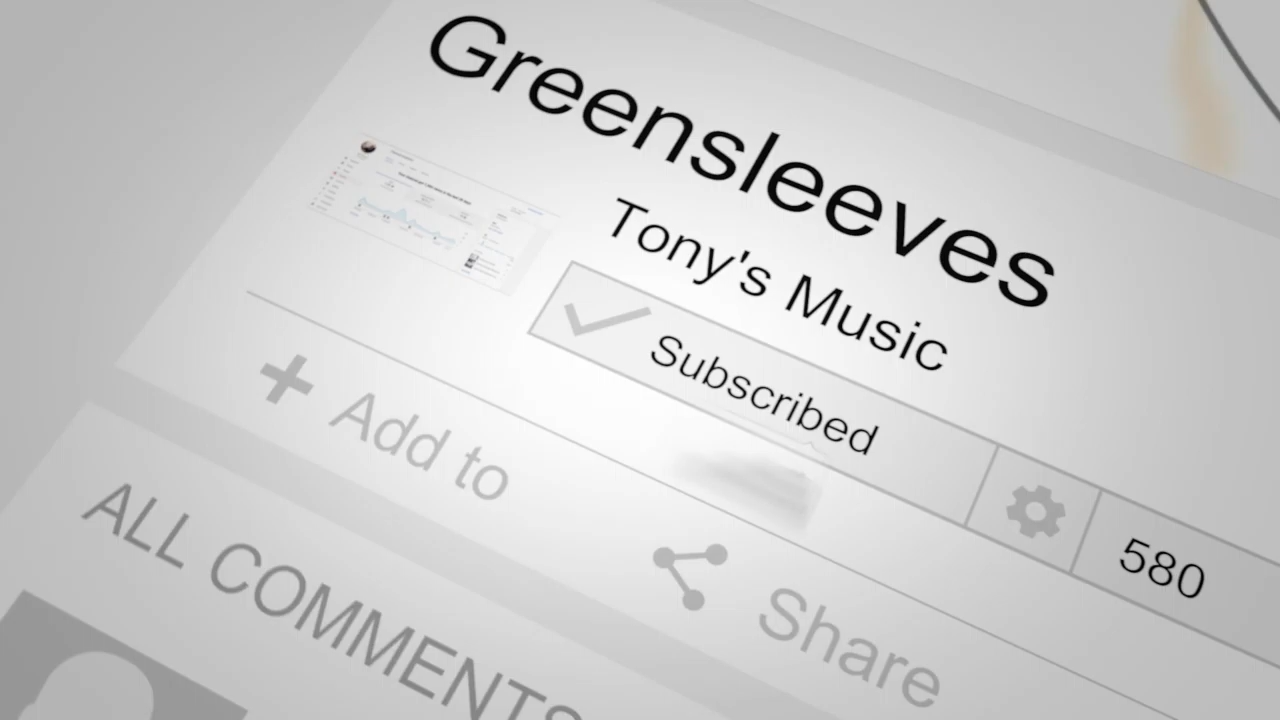 Greensleeves
Tony's Music
Subscribed
580
Add to
Share
ALL COMMENTS